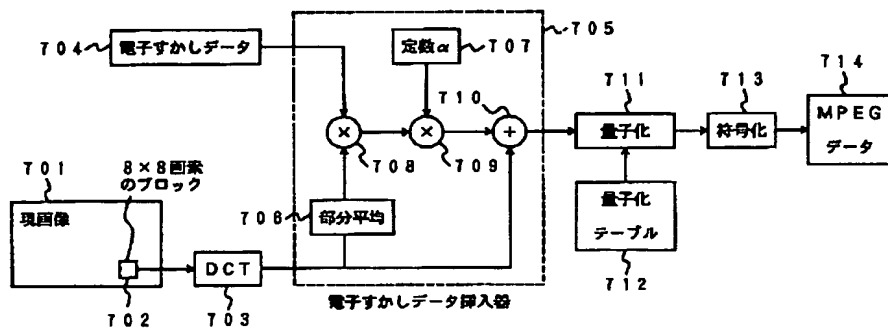 704
電子すかしデータ
定数α
707
705
710
711
713
714
×
×
+
量子化
符号化
MPEG
データ
708
709
701
8×8画素
のブロック
706
部分平均
量子化
テーブル
現画像
DCT
702
703
712
電子すかしデータ挿入器